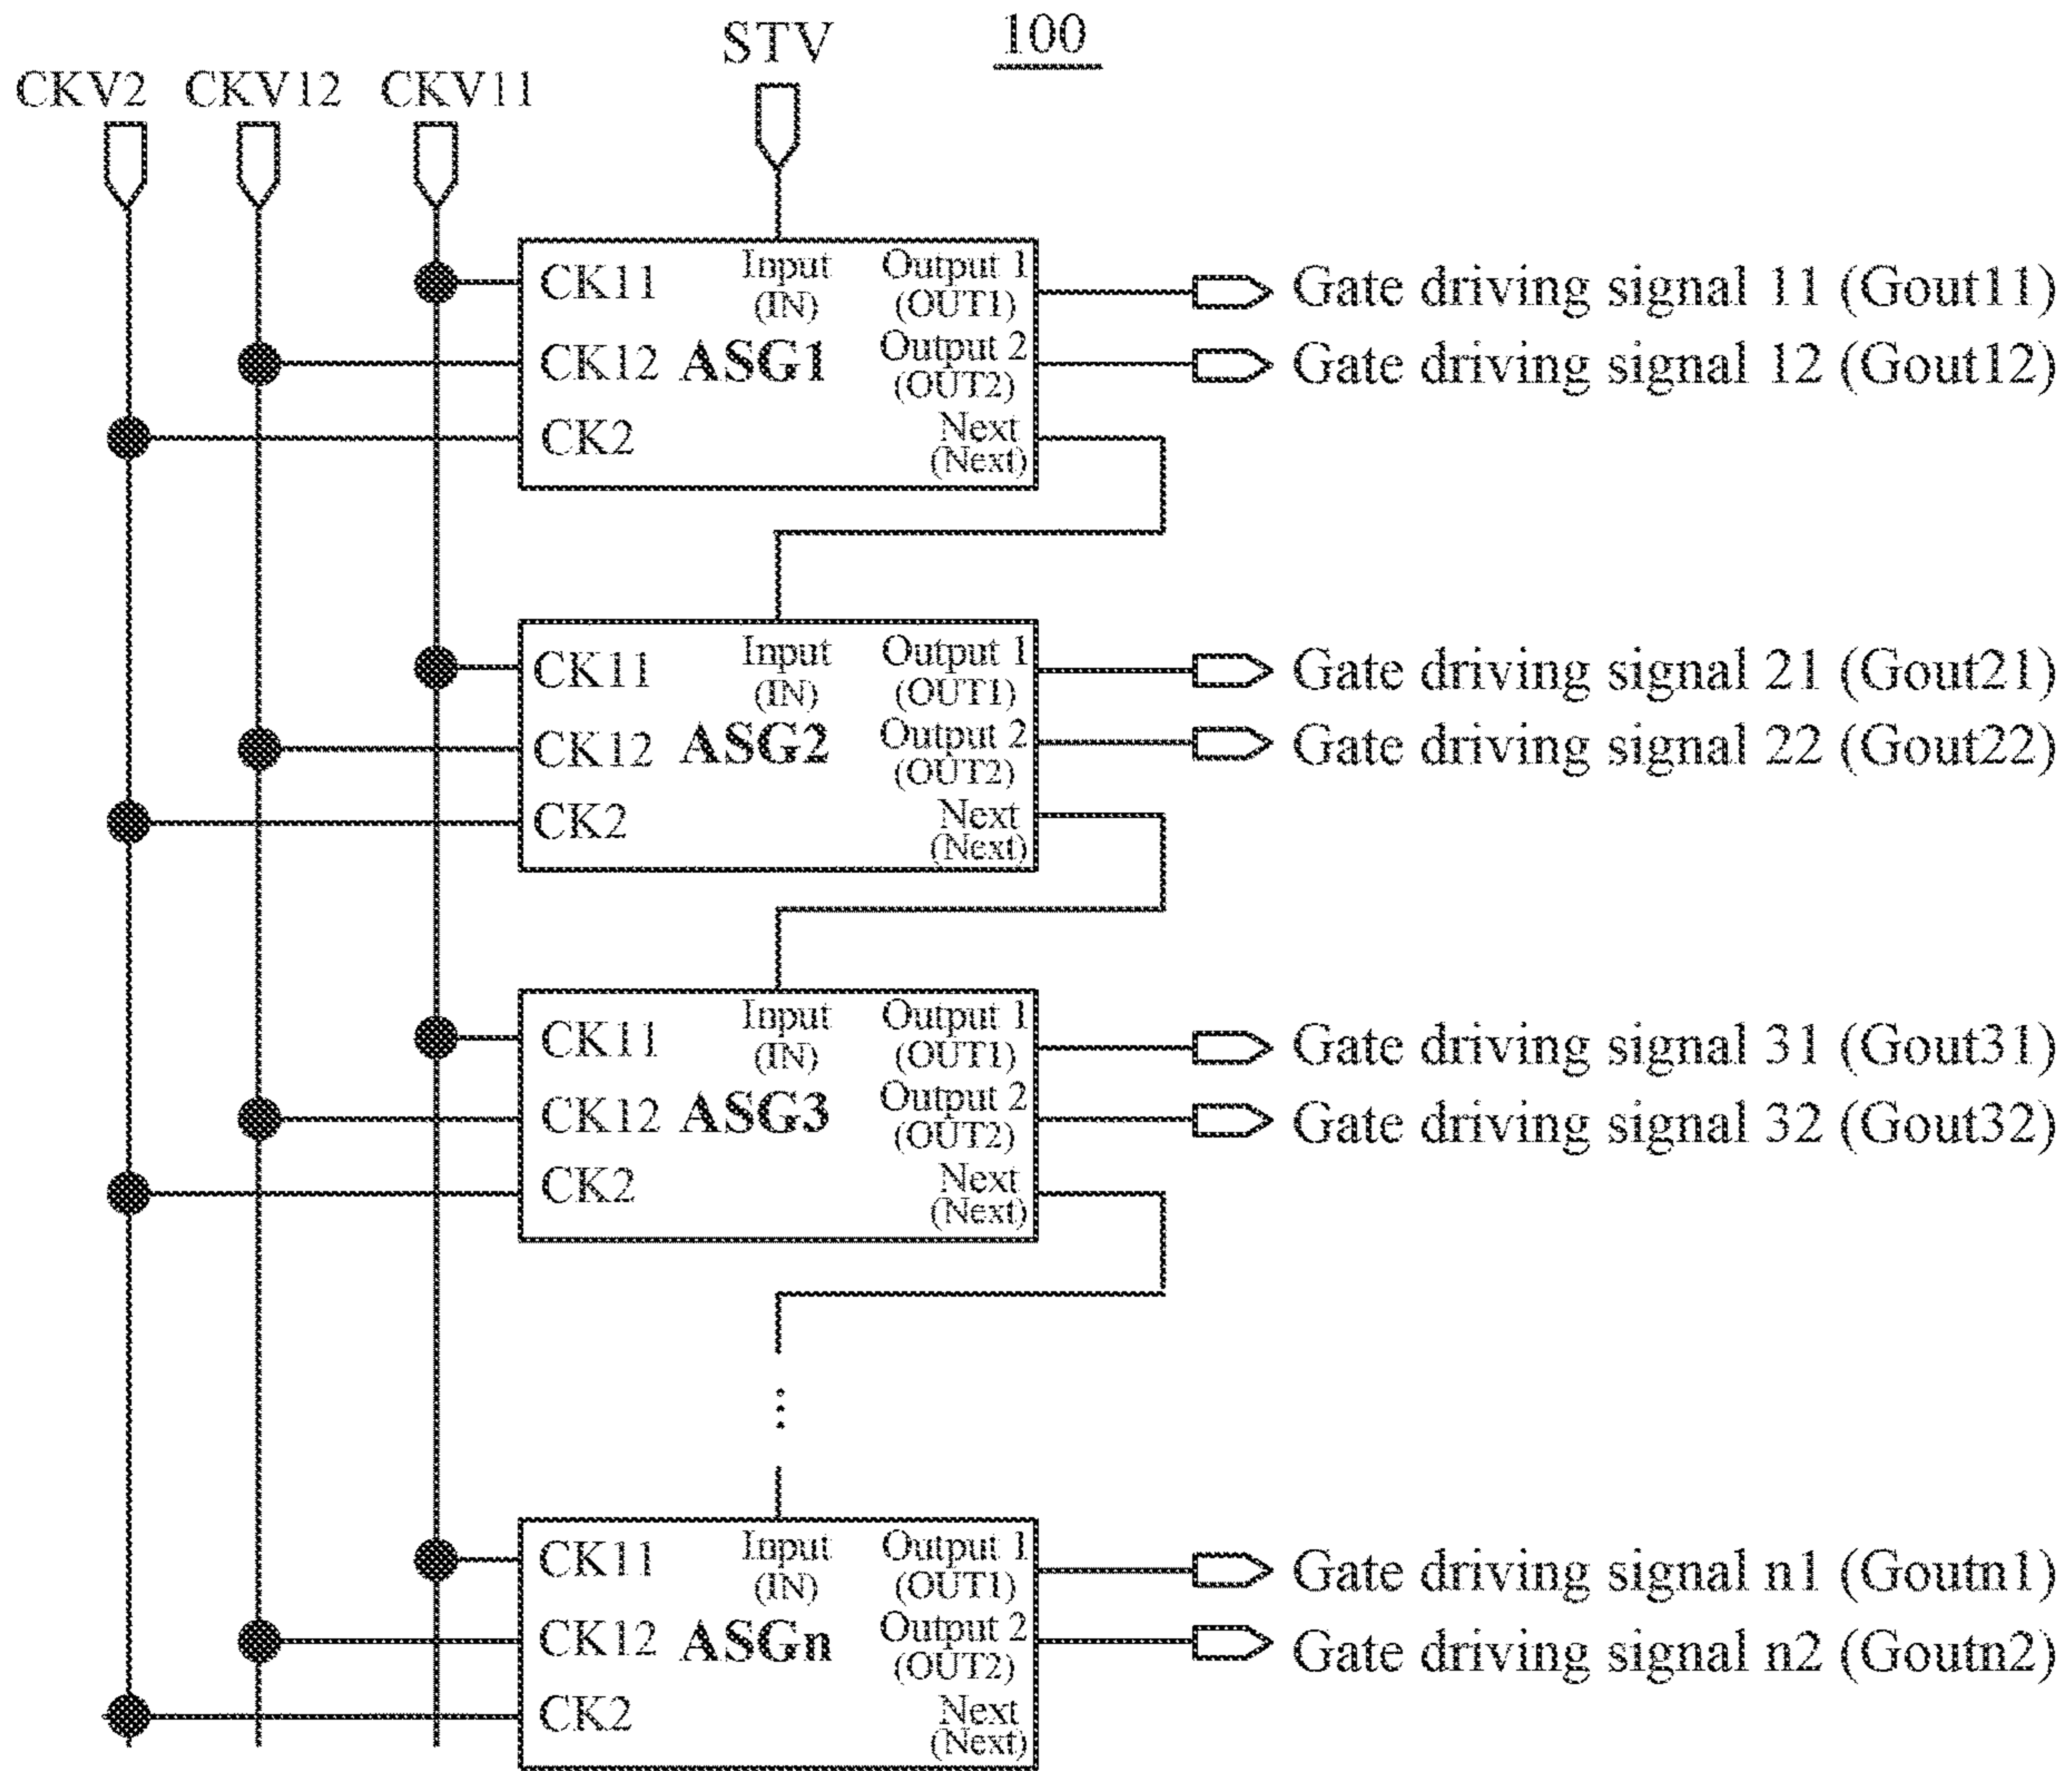 STV
100
CKV2 CKV12 CKV11
CK11
Input
(IN)
Output 1
(OUT1)
Gate driving signal 11 (Gout11)
CK12
ASG1
Output 2
(OUT2)
Gate driving signal 12 (Gout12)
CK2
Next
(Next)
CK11
Input
(IN)
Output 1
(OUT1)
Gate driving signal 21 (Gout21)
CK12
ASG2
Output 2
(OUT2)
Gate driving signal 22 (Gout22)
CK2
Next
(Next)
CK11
Input
(IN)
Output 1
(OUT1)
Gate driving signal 31 (Gout31)
CK12
ASG3
Output 2
(OUT2)
Gate driving signal 32 (Gout32)
CK2
Next
(Next)
CK11
Input
(IN)
Output 1
(OUT1)
Gate driving signal n1 (Goutn1)
CK12
ASGn
Output 2
(OUT2)
Gate driving signal n2 (Goutn2)
CK2
Next
(Next)